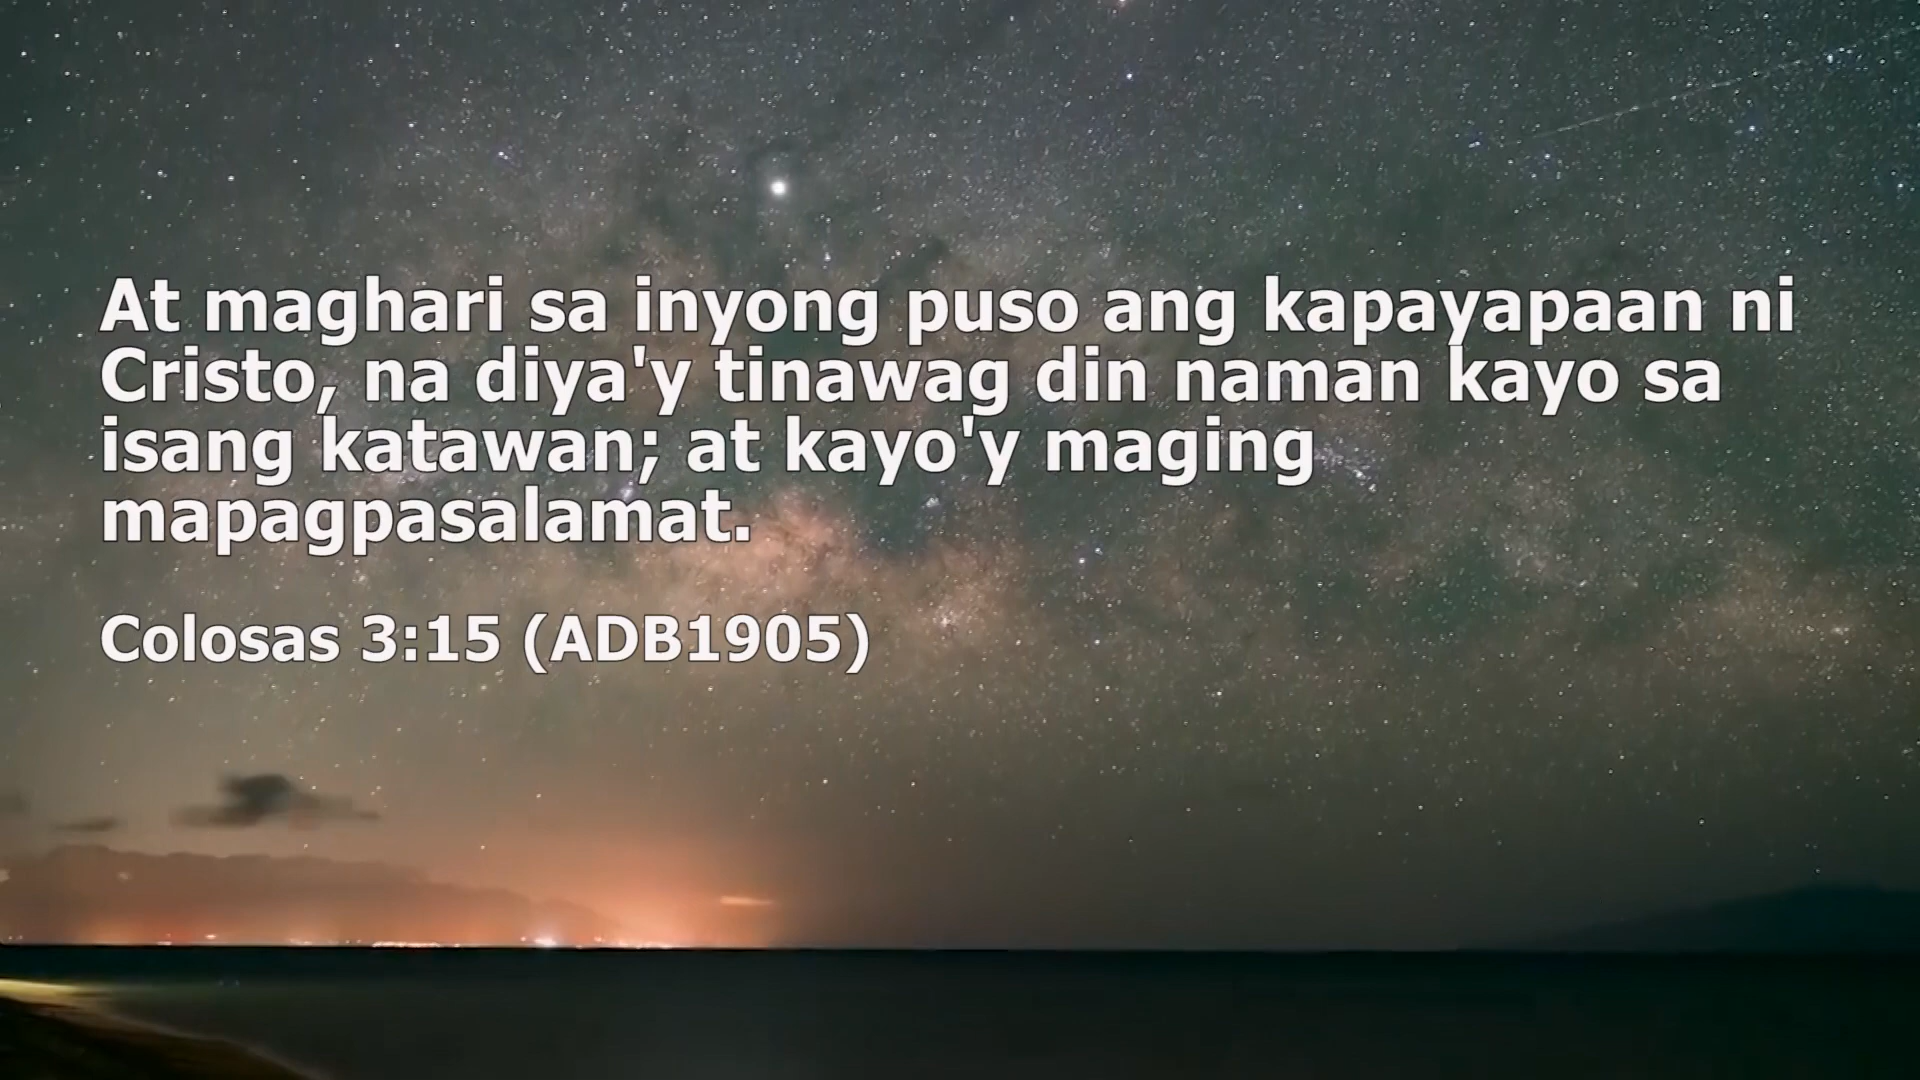 At maghari sa inyong puso ang kapayapaan ni
Cristo, na diya'y tinawag din naman kayo sa
isang katawan; at kayo'y maging
mapagpasalamat.
Colosas 3:15 (ADB1905)